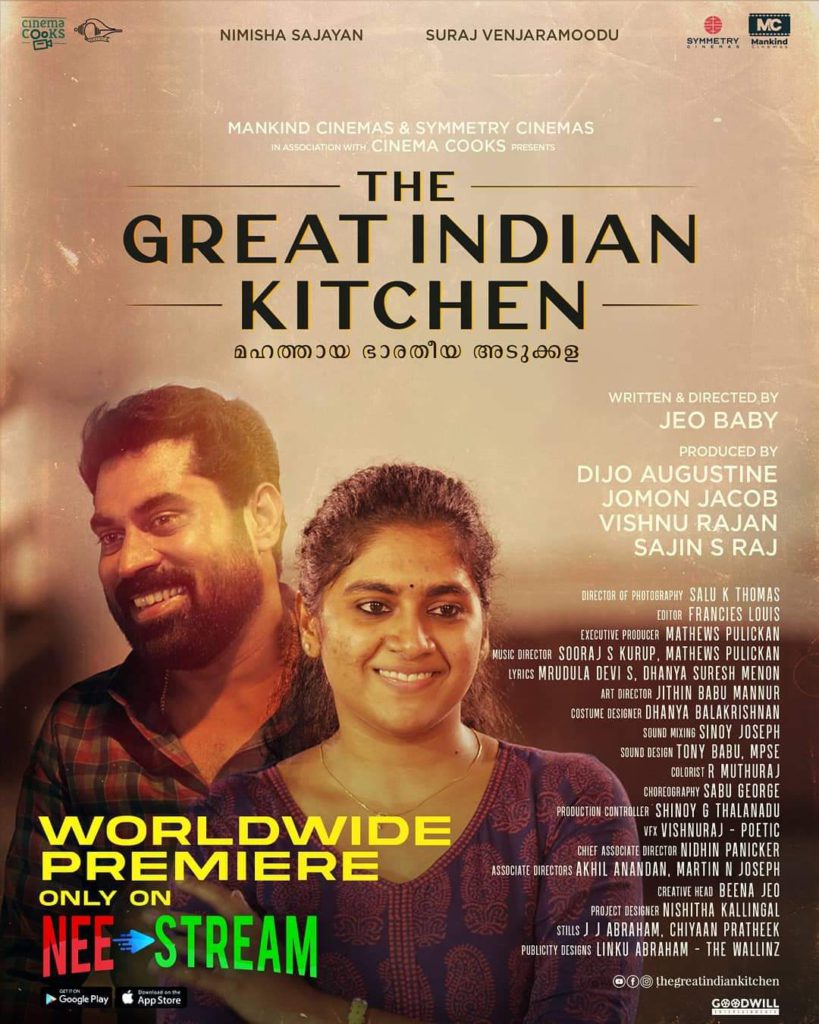 cinema
COOKS
NIMISHA SAJAYAN
SURAJ VENJARAMOODU
SYMMETRY
CINEMAS
MC
Mankind
Cinemas
MANKIND CINEMAS & SYMMETRY CINEMAS
IN ASSOCIATION WITH CINEMA COOKS PRESENTS
THE
GREAT INDIAN
KITCHEN
മഹത്തായ ഭാരതീയ അടുക്കള
WRITTEN & DIRECTED BY
JEO BABY
PRODUCED BY
DIJO AUGUSTINE
JOMON JACOB
VISHNU RAJAN
SAJIN S RAJ
DIRECTOR OF PHOTOGRAPHY SALU K THOMAS
EDITOR FRANCIES LOUIS
EXECUTIVE PRODUCER MATHEWS PULICKAN
MUSIC DIRECTOR SOORAJ S KURUP, MATHEWS PULICKAN
LYRICS MRUDULA DEVI S, DHANYA SURESH MENON
ART DIRECTOR JITHIN BABU MANNUR
COSTUME DESIGNER DHANYA BALAKRISHNAN
SOUND MIXING SINOY JOSEPH
SOUND DESIGN TONY BABU, MPSE
COLORIST R MUTHURAJ
CHOREOGRAPHY SABU GEORGE
PRODUCTION CONTROLLER SHINOY G THALANADU
VFX VISHNURAJ - POETIC
CHIEF ASSOCIATE DIRECTOR NIDHIN PANICKER
ASSOCIATE DIRECTORS AKHIL ANANDAN, MARTIN N JOSEPH
CREATIVE HEAD BEENA JEO
PROJECT DESIGNER NISHITHA KALLINGAL
STILLS J J ABRAHAM, CHIYAAN PRATHEEK
PUBLICITY DESIGNS LINKU ABRAHAM - THE WALLINZ
WORLDWIDE
PREMIERE
ONLY ON
NEE STREAM
GET IT ON
Google Play
Download on the
App Store
thegreatindiankitchen
GOODWILL
ENTERTAINMENTS